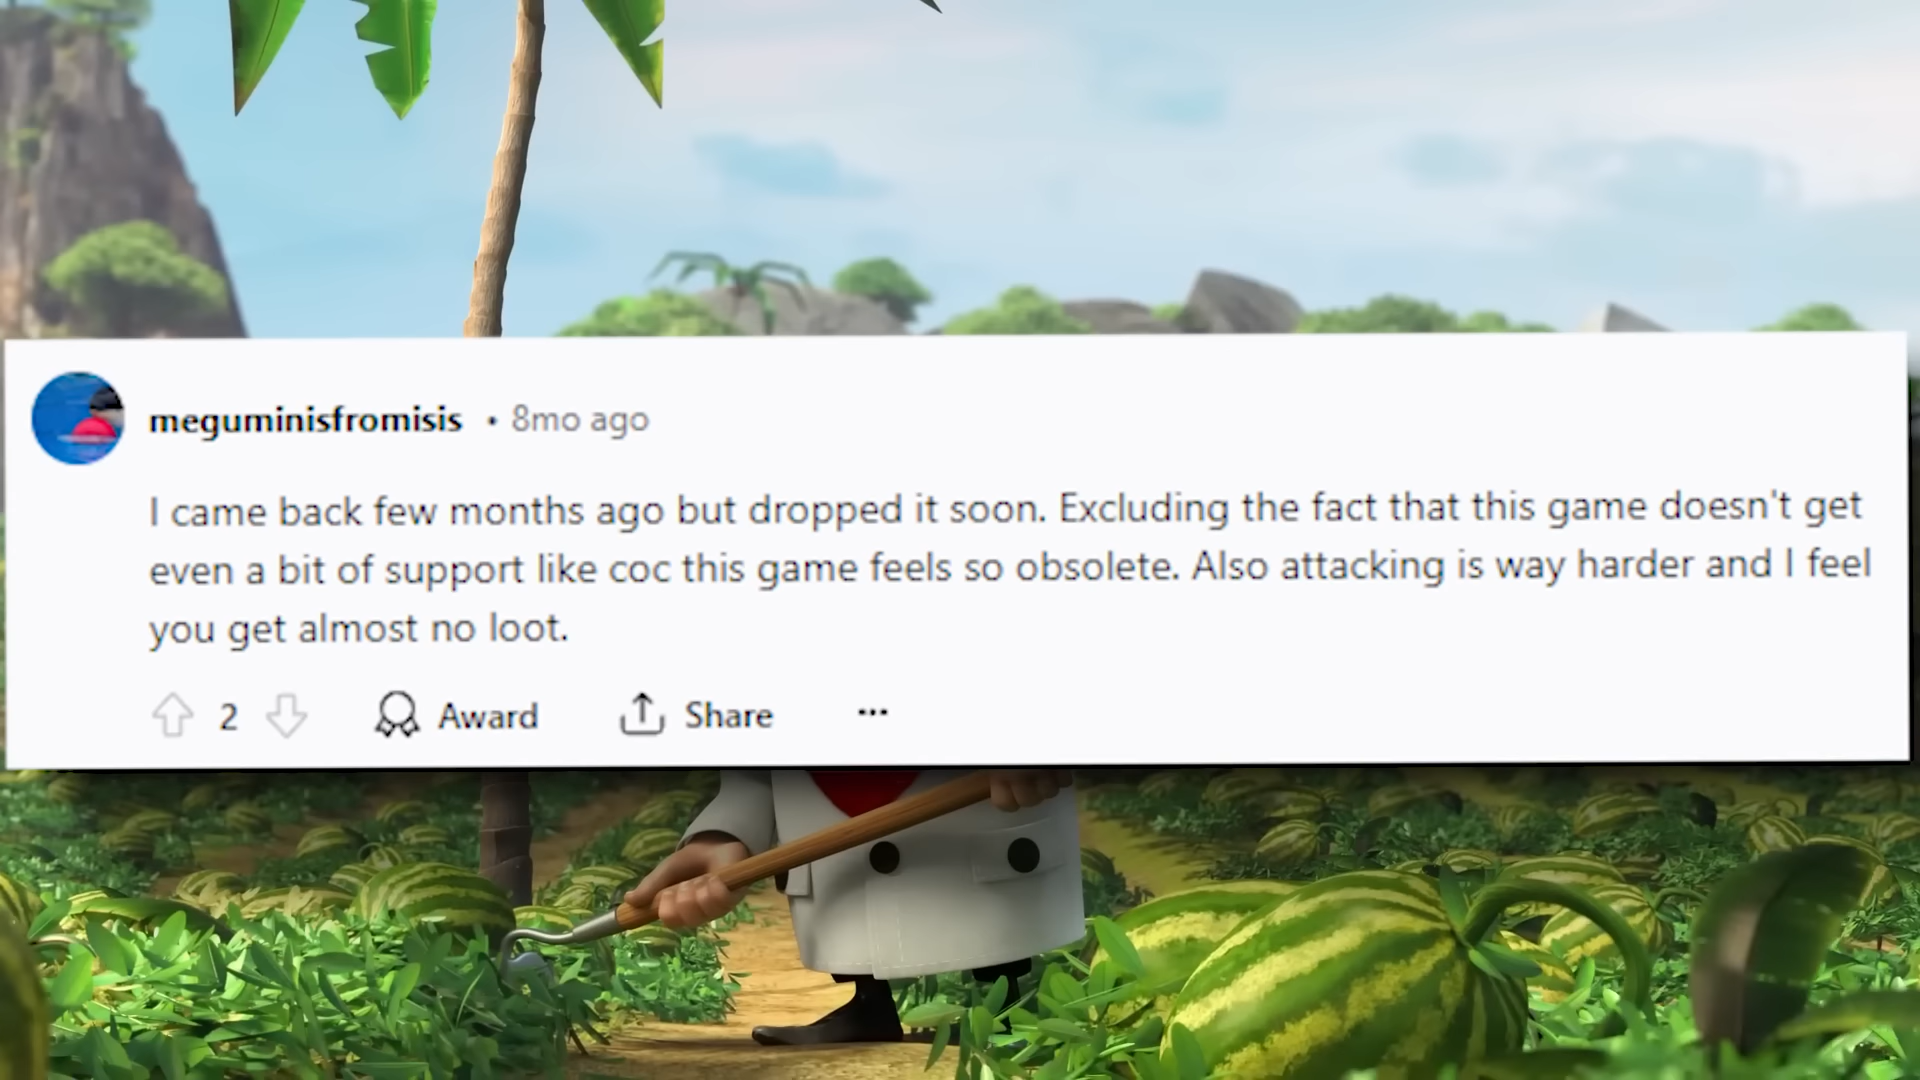 meguminisfromisis • 8mo ago
I came back few months ago but dropped it soon. Excluding the fact that this game doesn't get
even a bit of support like coc this game feels so obsolete. Also attacking is way harder and I feel
you get almost no loot.
2 Award Share ...